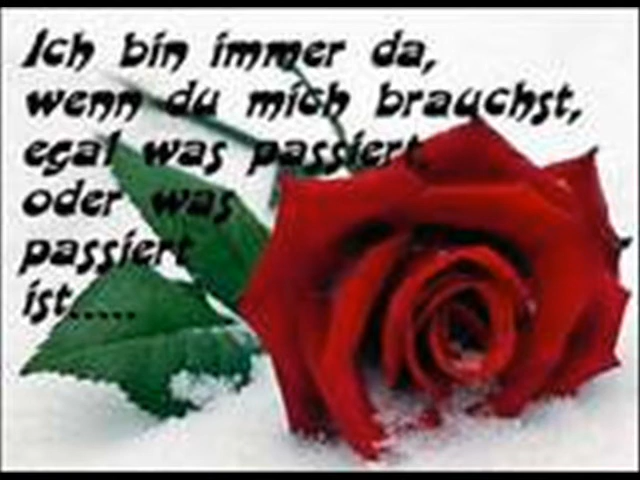 Ich bin immer da,
wenn du mich brauchst,
egal was passiert,
oder was
passiert
ist.....